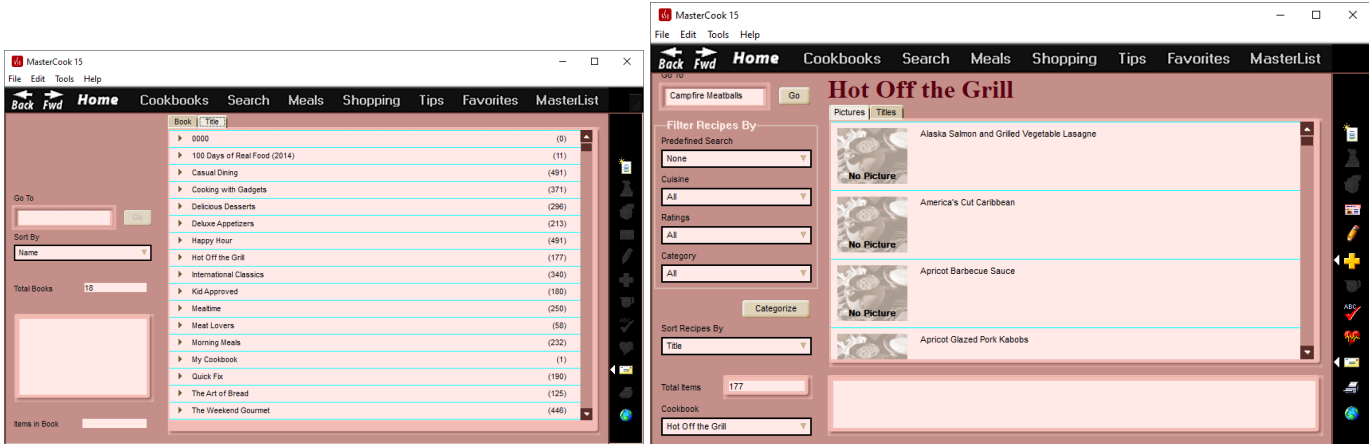 MasterCook 15
File Edit Tools Help
Back Fwd Home Cookbooks Search Meals Shopping Tips Favorites MasterList
Book Title
0000 (0)
100 Days of Real Food (2014) (11)
Casual Dining (491)
Cooking with Gadgets (371)
Delicious Desserts (296)
Deluxe Appetizers (213)
Happy Hour (491)
Hot Off the Grill (177)
International Classics (340)
Kid Approved (180)
Mealtime (250)
Meat Lovers (58)
Morning Meals (232)
My Cookbook (1)
Quick Fix (190)
The Art of Bread (125)
The Weekend Gourmet (446)
Go To
Go
Sort By
Name
Total Books 18
Items in Book
ABC
MasterCook 15
File Edit Tools Help
Back Fwd Home Cookbooks Search Meals Shopping Tips Favorites MasterList
Go To
Campfire Meatballs Go
Filter Recipes By
Predefined Search
None
Cuisine
All
Ratings
All
Category
All
Categorize
Sort Recipes By
Title
Total Items 177
Cookbook
Hot Off the Grill
Hot Off the Grill
Pictures Titles
Alaska Salmon and Grilled Vegetable Lasagne
No Picture
America's Cut Caribbean
No Picture
Apricot Barbecue Sauce
No Picture
Apricot Glazed Pork Kabobs
ABC